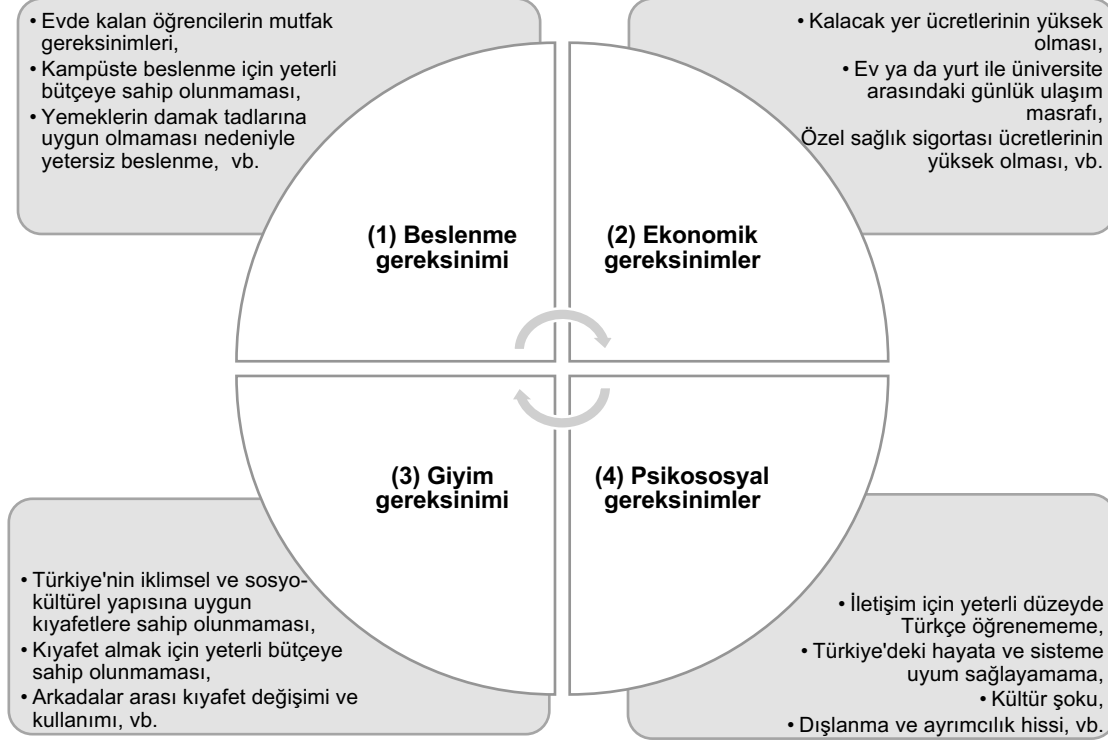 • Evde kalan öğrencilerin mutfak
gereksinimleri,
• Kampüste beslenme için yeterli
bütçeye sahip olunmaması,
• Yemeklerin damak tadlarına
uygun olmaması nedeniyle
yetersiz beslenme, vb.
• Kalacak yer ücretlerinin yüksek
olması,
• Ev ya da yurt ile üniversite
arasındaki günlük ulaşım
masrafı,
Özel sağlık sigortası ücretlerinin
yüksek olması, vb.
(1) Beslenme
gereksinimi
(2) Ekonomik
gereksinimler
(3) Giyim
gereksinimi
(4) Psikososyal
gereksinimler
• Türkiye'nin iklimsel ve sosyo-
kültürel yapısına uygun
kıyafetlere sahip olunmaması,
• Kıyafet almak için yeterli bütçeye
sahip olunmaması,
• Arkadalar arası kıyafet değişimi ve
kullanımı, vb.
• İletişim için yeterli düzeyde
Türkçe öğrenememe,
• Türkiye'deki hayata ve sisteme
uyum sağlayamama,
• Kültür şoku,
• Dışlanma ve ayrımcılık hissi, vb.